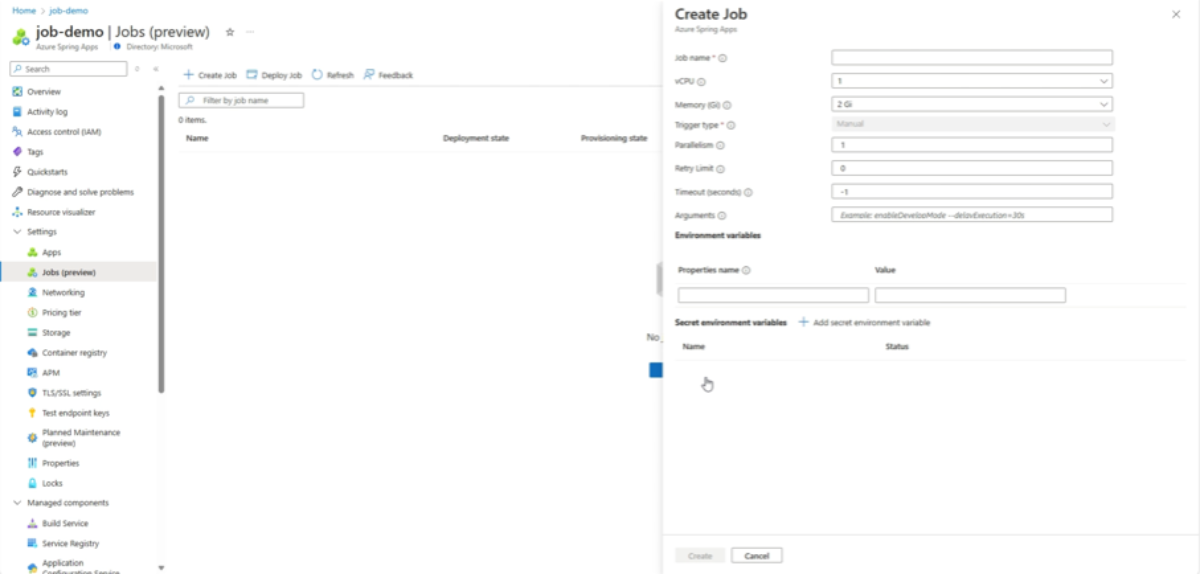 Home > job-demo
job-demo | Jobs (preview)
Azure Spring Apps
Directory: Microsoft
Search
Overview
Activity log
Access control (IAM)
Tags
Quickstarts
Diagnose and solve problems
Resource visualizer
Settings
Apps
Jobs (preview)
Networking
Pricing tier
Storage
Container registry
APM
TLS/SSL settings
Test endpoint keys
Planned Maintenance
(preview)
Properties
Locks
Managed components
Build Service
Service Registry
Application
Configuration Service
Create Job Deploy Job Refresh Feedback
Filter by job name
0 items.
Name Deployment state Provisioning state
No
Create Job
Azure Spring Apps
Job name *
vCPU 1
Memory (Gi) 2 Gi
Trigger type * Manual
Parallelism 1
Retry Limit 0
Timeout (seconds) -1
Arguments Example: enableDevelopMode --delayExecution=30s
Environment variables
Properties name Value
Secret environment variables Add secret environment variable
Name Status
Create Cancel